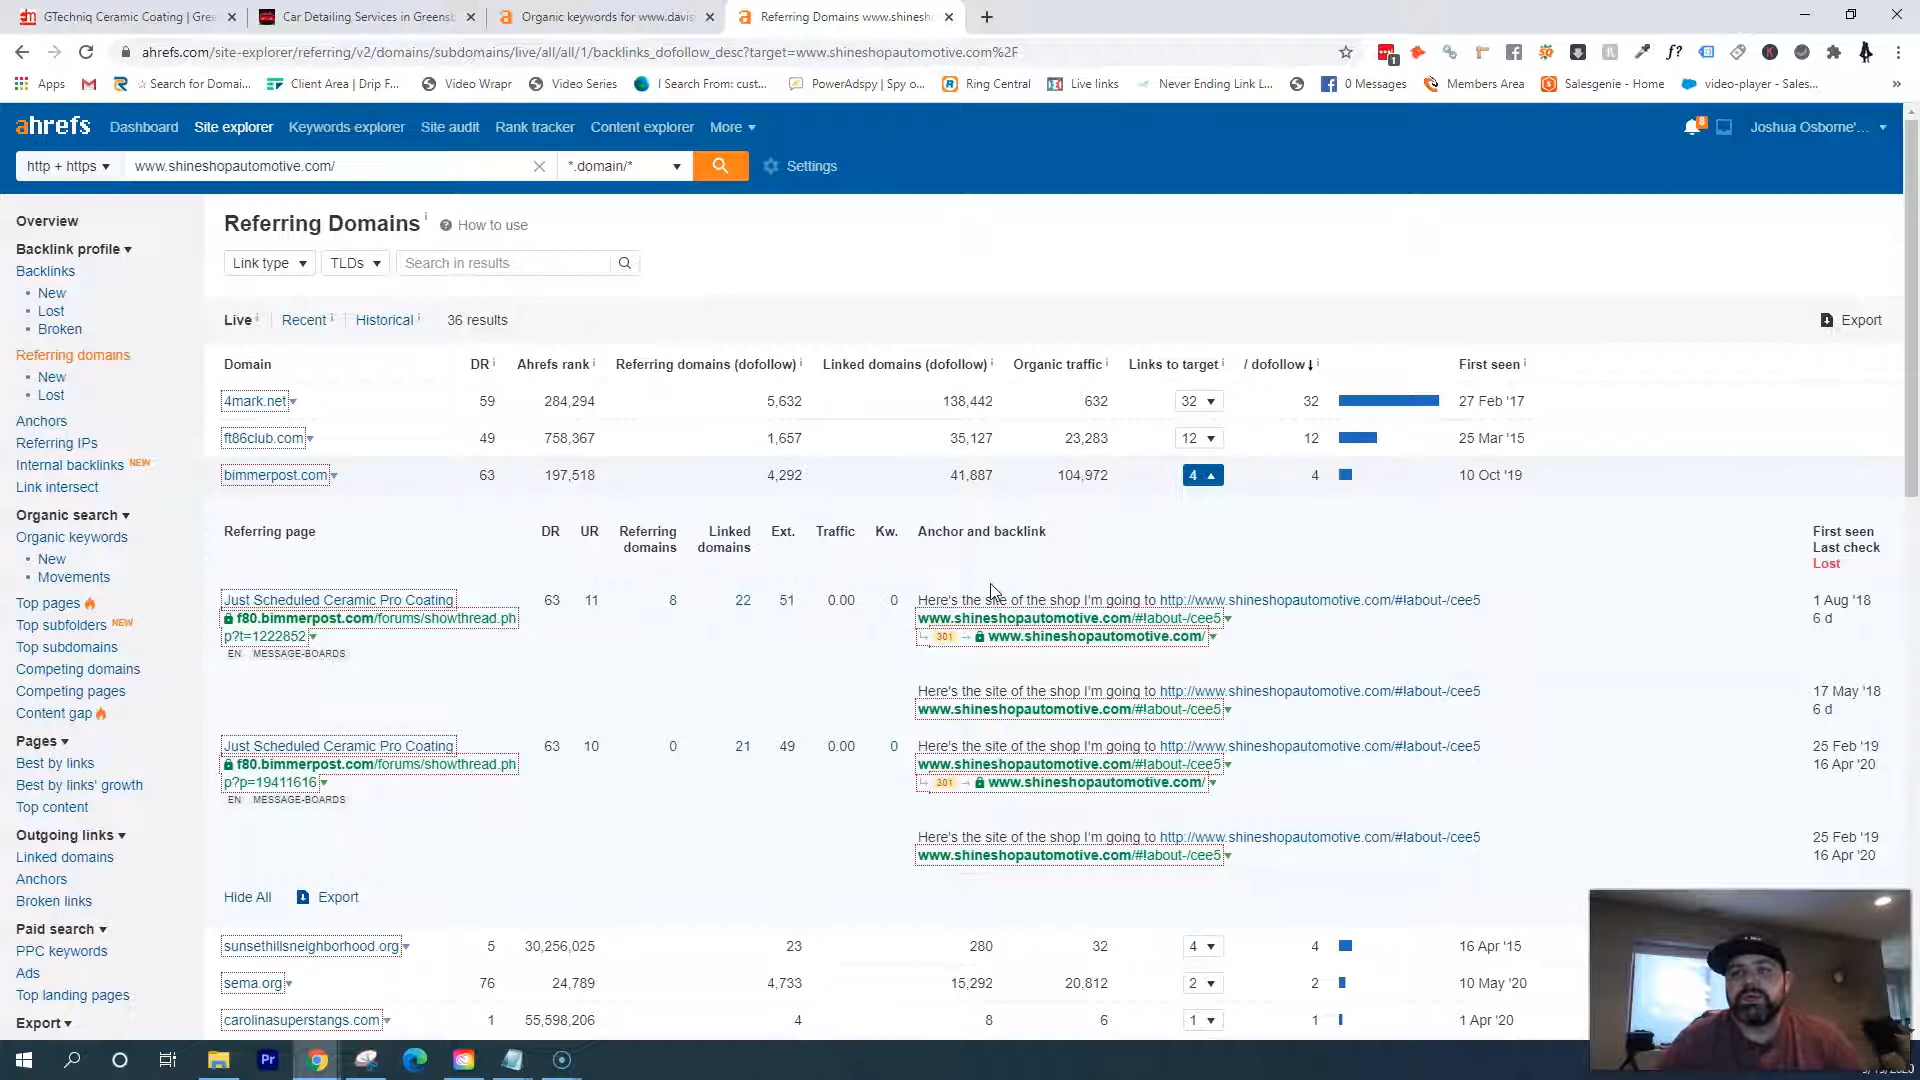 GTechniq Ceramic Coating | Gree
Car Detailing Services in Greensb
Organic keywords for www.davis
Referring Domains www.shinesh
ahrefs.com/site-explorer/referring/v2/domains/subdomains/live/all/all/1/backlinks_dofollow_desc?target=www.shineshopautomotive.com%2F
Apps
Search for Domai...
Client Area | Drip F...
Video Wrapr
Video Series
I Search From: cust...
PowerAdspy | Spy o...
Ring Central
Live links
Never Ending Link L...
0 Messages
Members Area
Salesgenie - Home
video-player - Sales...
ahrefs Dashboard Site explorer Keywords explorer Site audit Rank tracker Content explorer More 8 Joshua Osborne'...
http + https www.shineshopautomotive.com/ *.domain/* Settings
Overview
Backlink profile
Backlinks
New
Lost
Broken
Referring domains
New
Lost
Anchors
Referring IPs
Internal backlinks NEW
Link intersect
Organic search
Organic keywords
New
Movements
Top pages
Top subfolders NEW
Top subdomains
Competing domains
Competing pages
Content gap
Pages
Best by links
Best by links' growth
Top content
Outgoing links
Linked domains
Anchors
Broken links
Paid search
PPC keywords
Ads
Top landing pages
Export
Referring Domains How to use
Link type TLDs Search in results
Live Recent Historical 36 results Export
Domain DR Ahrefs rank Referring domains (dofollow) Linked domains (dofollow) Organic traffic Links to target / dofollow First seen
4mark.net 59 284,294 5,632 138,442 632 32 32 27 Feb '17
ft86club.com 49 758,367 1,657 35,127 23,283 12 12 25 Mar '15
bimmerpost.com 63 197,518 4,292 41,887 104,972 4 4 10 Oct '19
Referring page DR UR Referring domains Linked domains Ext. Traffic Kw. Anchor and backlink First seen
Last check
Lost
Just Scheduled Ceramic Pro Coating 63 11 8 22 51 0.00 0 Here's the site of the shop I'm going to http://www.shineshopautomotive.com/#!about-/cee5 1 Aug '18
f80.bimmerpost.com/forums/showthread.ph www.shineshopautomotive.com/#!about-/cee5 6 d
p?t=1222852 301 www.shineshopautomotive.com/
EN MESSAGE-BOARDS
Here's the site of the shop I'm going to http://www.shineshopautomotive.com/#!about-/cee5 17 May '18
www.shineshopautomotive.com/#!about-/cee5 6 d
Just Scheduled Ceramic Pro Coating 63 10 0 21 49 0.00 0 Here's the site of the shop I'm going to http://www.shineshopautomotive.com/#!about-/cee5 25 Feb '19
f80.bimmerpost.com/forums/showthread.ph www.shineshopautomotive.com/#!about-/cee5 16 Apr '20
p?p=19411616 301 www.shineshopautomotive.com/
EN MESSAGE-BOARDS
Here's the site of the shop I'm going to http://www.shineshopautomotive.com/#!about-/cee5 25 Feb '19
www.shineshopautomotive.com/#!about-/cee5 16 Apr '20
Hide All Export
sunsethillsneighborhood.org 5 30,256,025 23 280 32 4 4 16 Apr '15
sema.org 76 24,789 4,733 15,292 20,812 2 2 10 May '20
carolinasuperstangs.com 1 55,598,206 4 8 6 1 1 1 Apr '20